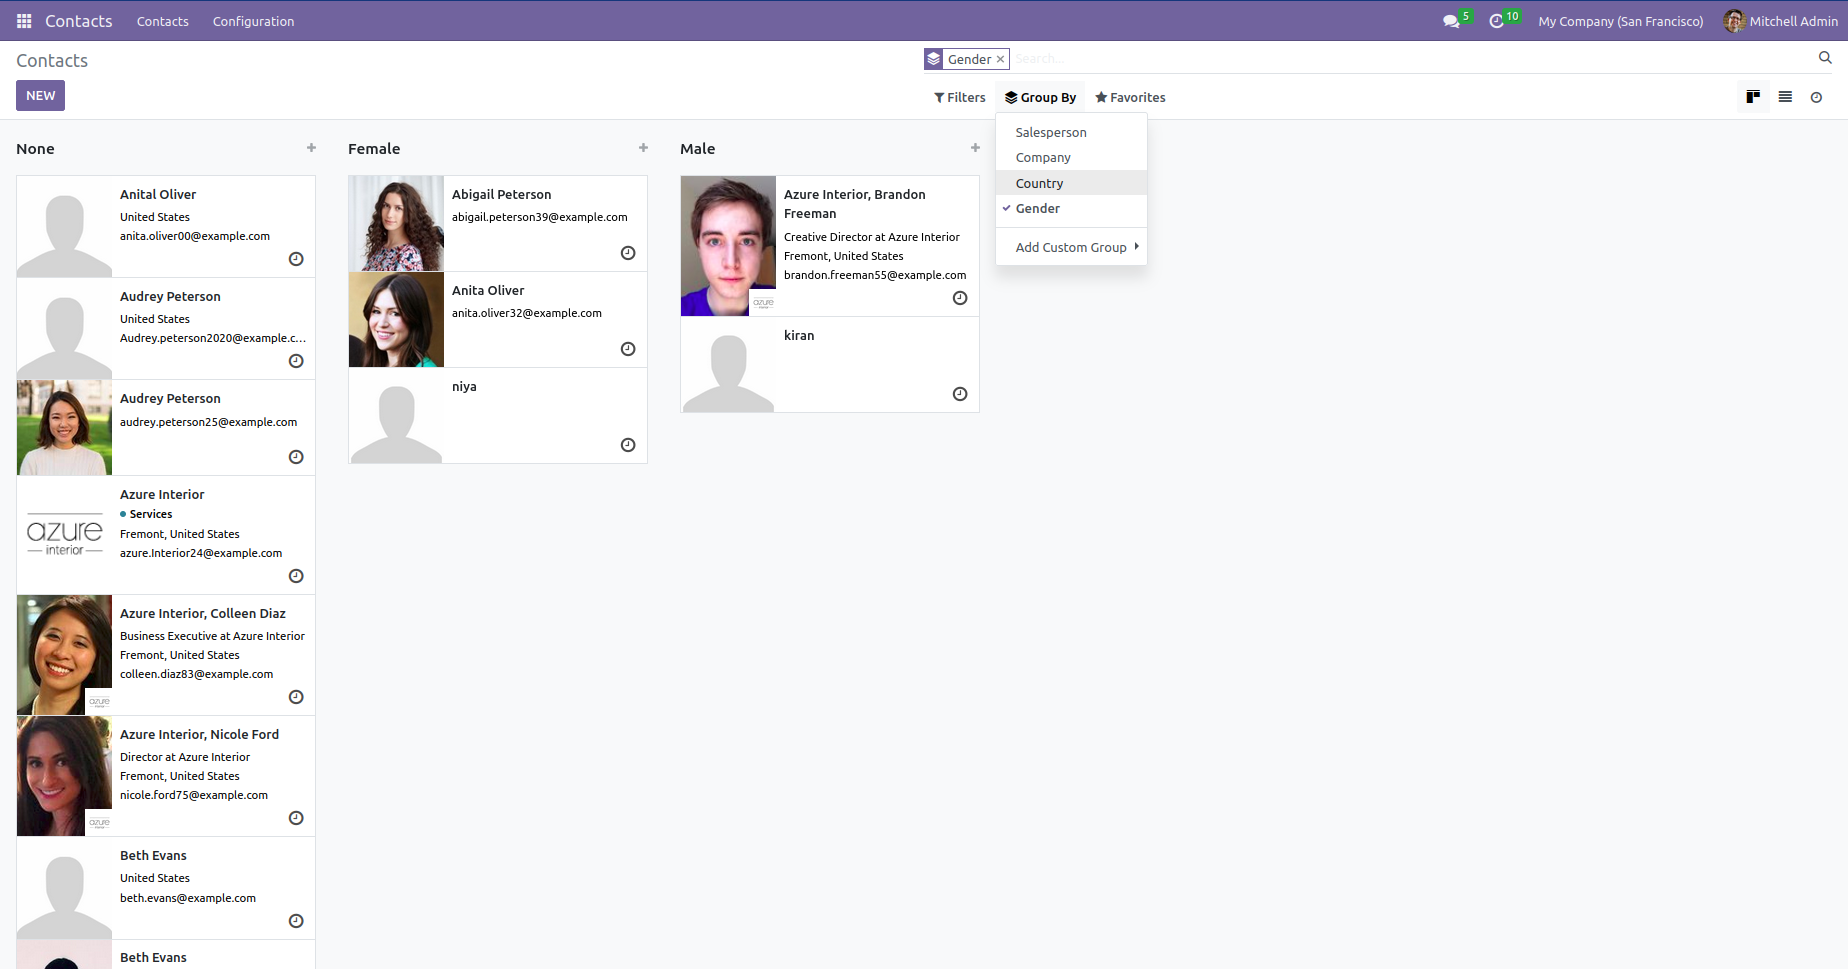 Contacts
Contacts
Configuration
5
10
My Company (San Francisco)
Mitchell Admin
Contacts
Gender ×
Search...
NEW
Filters
Group By
Favorites
Salesperson
Company
Country
Gender
Add Custom Group
None
Anital Oliver
United States
anita.oliver00@example.com
Audrey Peterson
United States
Audrey.peterson2020@example.c...
Audrey Peterson
audrey.peterson25@example.com
azure
interior
Azure Interior
Services
Fremont, United States
azure.Interior24@example.com
Azure Interior, Colleen Diaz
Business Executive at Azure Interior
Fremont, United States
colleen.diaz83@example.com
azure
Azure Interior, Nicole Ford
Director at Azure Interior
Fremont, United States
nicole.ford75@example.com
azure
Beth Evans
United States
beth.evans@example.com
Beth Evans
Female
Abigail Peterson
abigail.peterson39@example.com
Anita Oliver
anita.oliver32@example.com
niya
Male
Azure Interior, Brandon
Freeman
Creative Director at Azure Interior
Fremont, United States
brandon.freeman55@example.com
azure
kiran